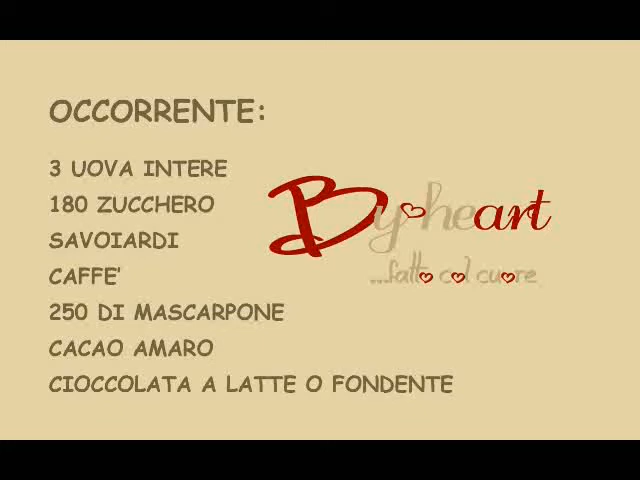 OCCORRENTE:
3 UOVA INTERE
180 ZUCCHERO
SAVOIARDI
CAFFE'
250 DI MASCARPONE
CACAO AMARO
CIOCCOLATA A LATTE O FONDENTE
By heart
...fatto col cuore